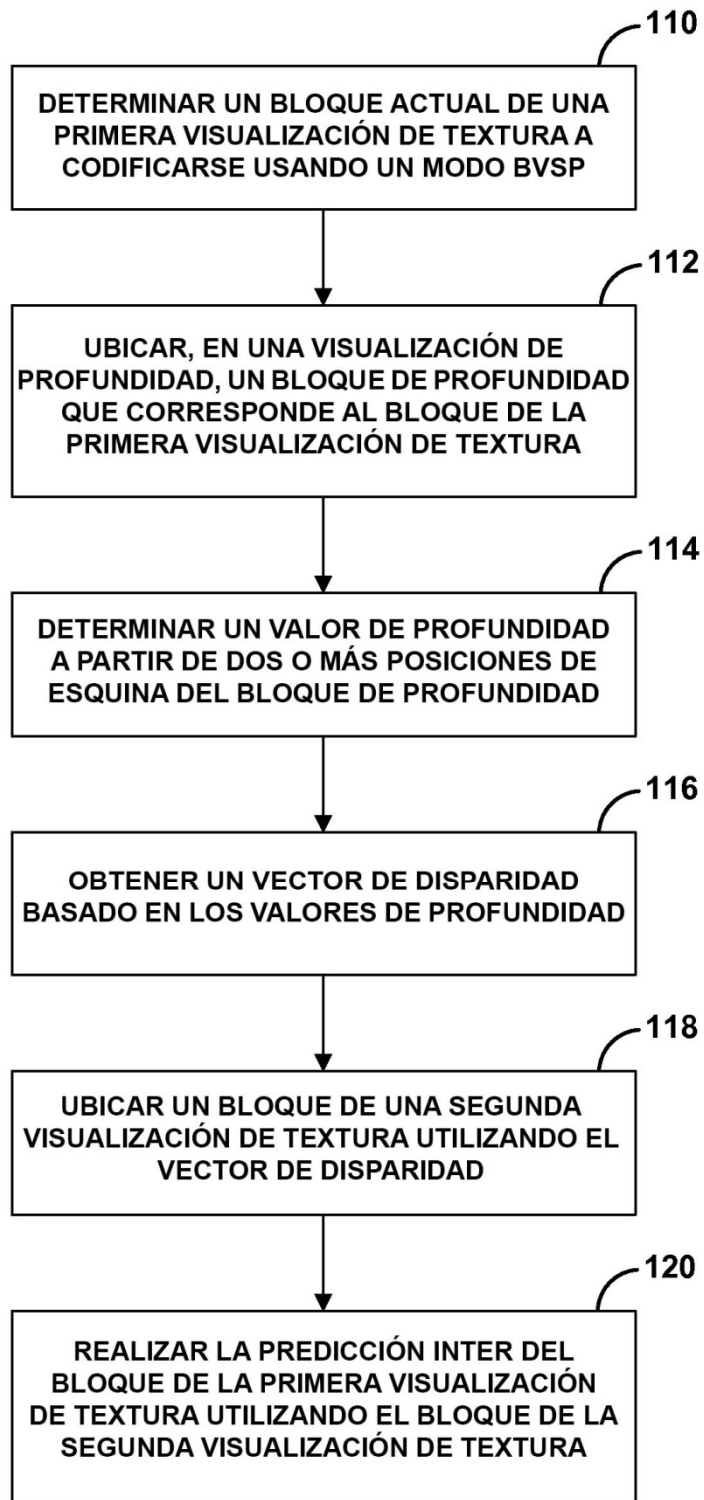 110
DETERMINAR UN BLOQUE ACTUAL DE UNA
PRIMERA VISUALIZACIÓN DE TEXTURA A
CODIFICARSE USANDO UN MODO BVSP
112
UBICAR, EN UNA VISUALIZACIÓN DE
PROFUNDIDAD, UN BLOQUE DE PROFUNDIDAD
QUE CORRESPONDE AL BLOQUE DE LA
PRIMERA VISUALIZACIÓN DE TEXTURA
114
DETERMINAR UN VALOR DE PROFUNDIDAD
A PARTIR DE DOS O MÁS POSICIONES DE
ESQUINA DEL BLOQUE DE PROFUNDIDAD
116
OBTENER UN VECTOR DE DISPARIDAD
BASADO EN LOS VALORES DE PROFUNDIDAD
118
UBICAR UN BLOQUE DE UNA SEGUNDA
VISUALIZACIÓN DE TEXTURA UTILIZANDO EL
VECTOR DE DISPARIDAD
120
REALIZAR LA PREDICCIÓN INTER DEL
BLOQUE DE LA PRIMERA VISUALIZACIÓN
DE TEXTURA UTILIZANDO EL BLOQUE DE LA
SEGUNDA VISUALIZACIÓN DE TEXTURA